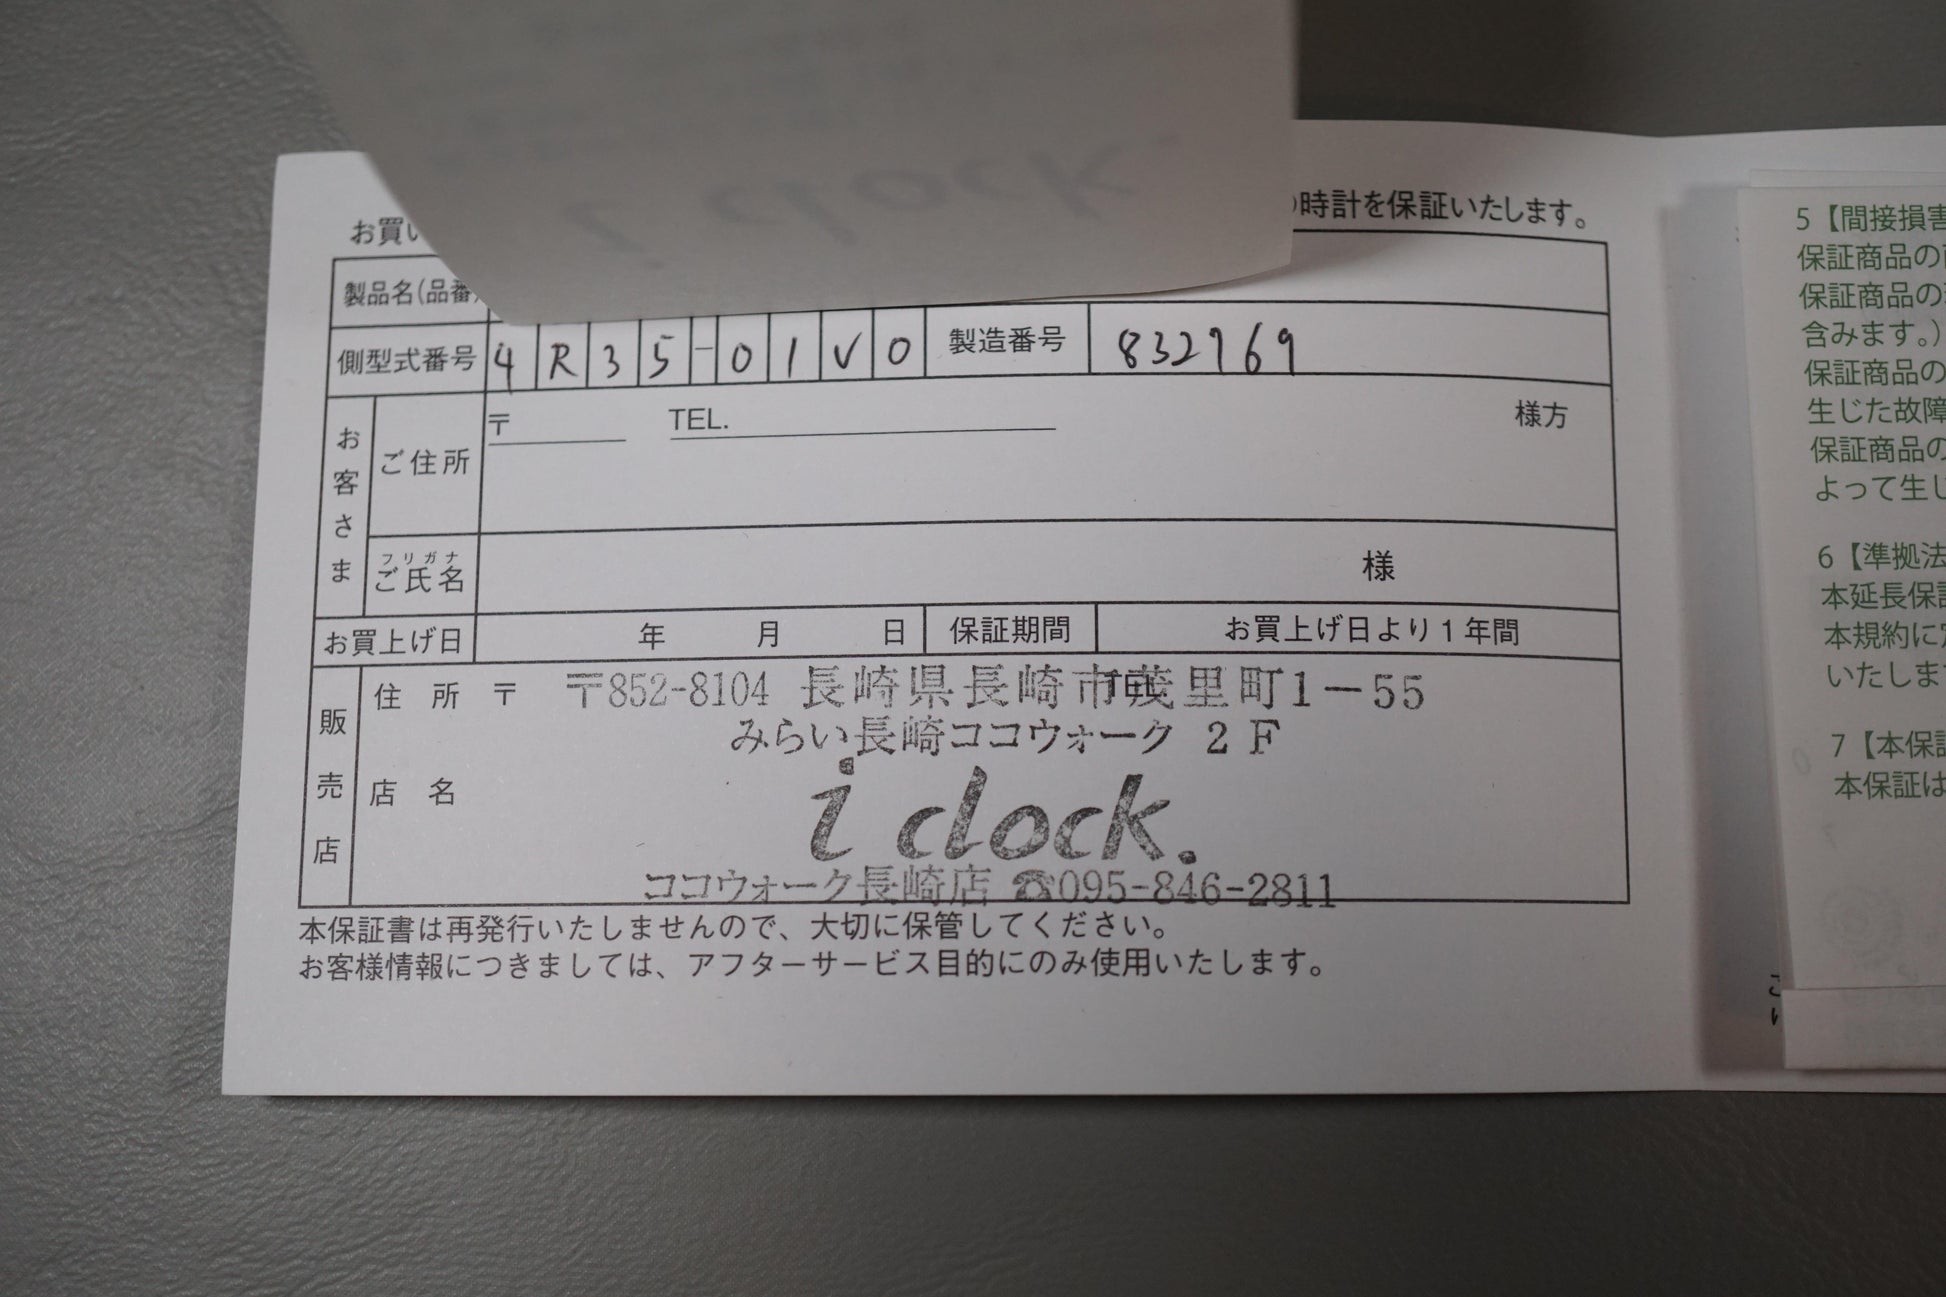 i clock.
お買い
の時計を保証いたします。
製品名(品番)
側型式番号 4R35-01V0 製造番号 832769
お客さま
ご住所 〒 TEL. 様方
フリガナ
ご氏名 様
お買上げ日 年 月 日 保証期間 お買上げ日より1年間
販売店
住所 〒 〒852-8104 長崎県長崎市茂里町1-55
みらい長崎ココウォーク 2F
店名
i clock.
ココウォーク長崎店 ☎095-846-2811
本保証書は再発行いたしませんので、大切に保管してください。
お客様情報につきましては、アフターサービス目的にのみ使用いたします。
5【間接損害
保証商品の
保証商品の
含みます。)
保証商品の
生じた故障
保証商品の
よって生じ
6【準拠法
本延長保証
本規約に
いたします
7【本保証
本保証は